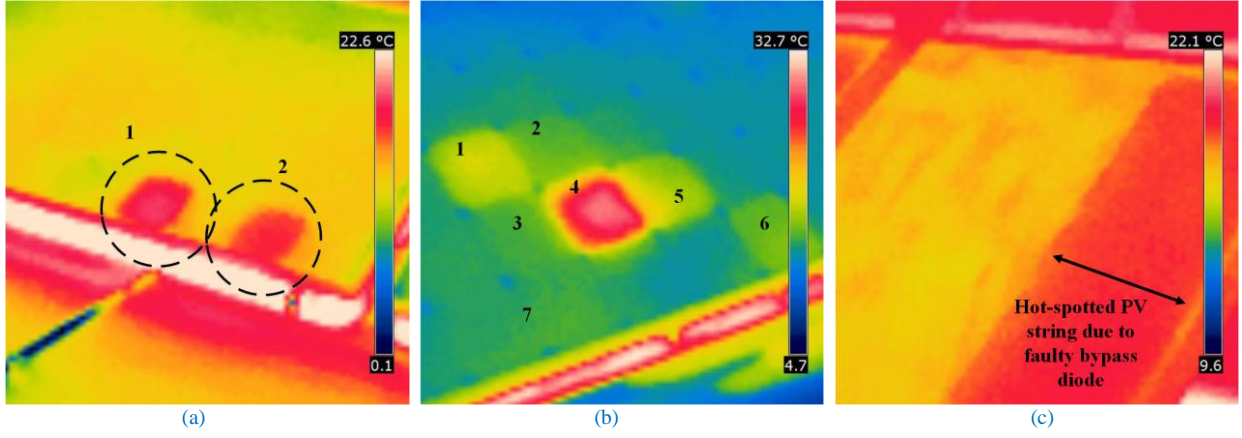 22.6 °C
1
2
0.1
(a)
32.7 °C
1
2
3
4
5
6
7
4.7
(b)
22.1 °C
Hot-spotted PV
string due to
faulty bypass
diode
9.6
(c)